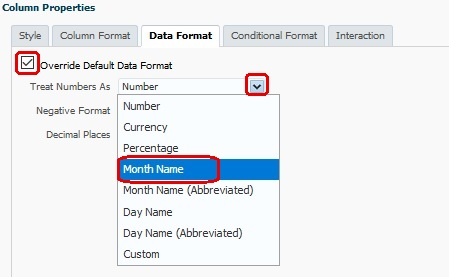 Column Properties
Style Column Format Data Format Conditional Format Interaction
Override Default Data Format
Treat Numbers As Number
Negative Format
Decimal Places
Number
Currency
Percentage
Month Name
Month Name (Abbreviated)
Day Name
Day Name (Abbreviated)
Custom